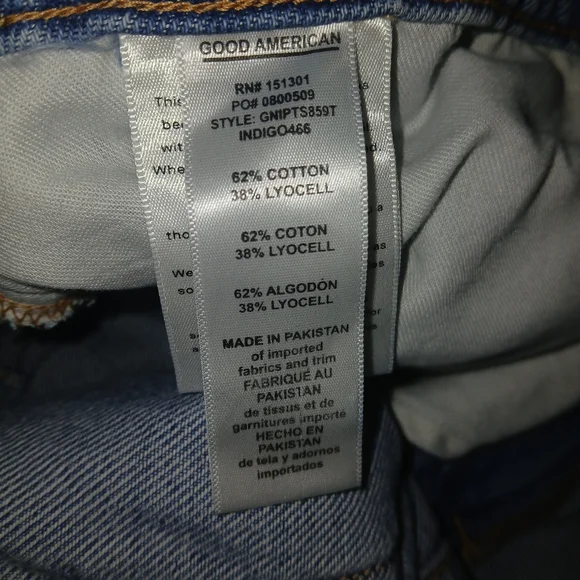 GOOD AMERICAN
RN# 151301
PO# 0800509
STYLE: GNIPTS859T
INDIGO466
62% COTTON
38% LYOCELL
62% COTON
38% LYOCELL
62% ALGODÓN
38% LYOCELL
MADE IN PAKISTAN
of imported
fabrics and trim
FABRIQUÉ AU
PAKISTAN
de tissus et de
garnitures importé
HECHO EN
PAKISTAN
de tela y adornos
importados